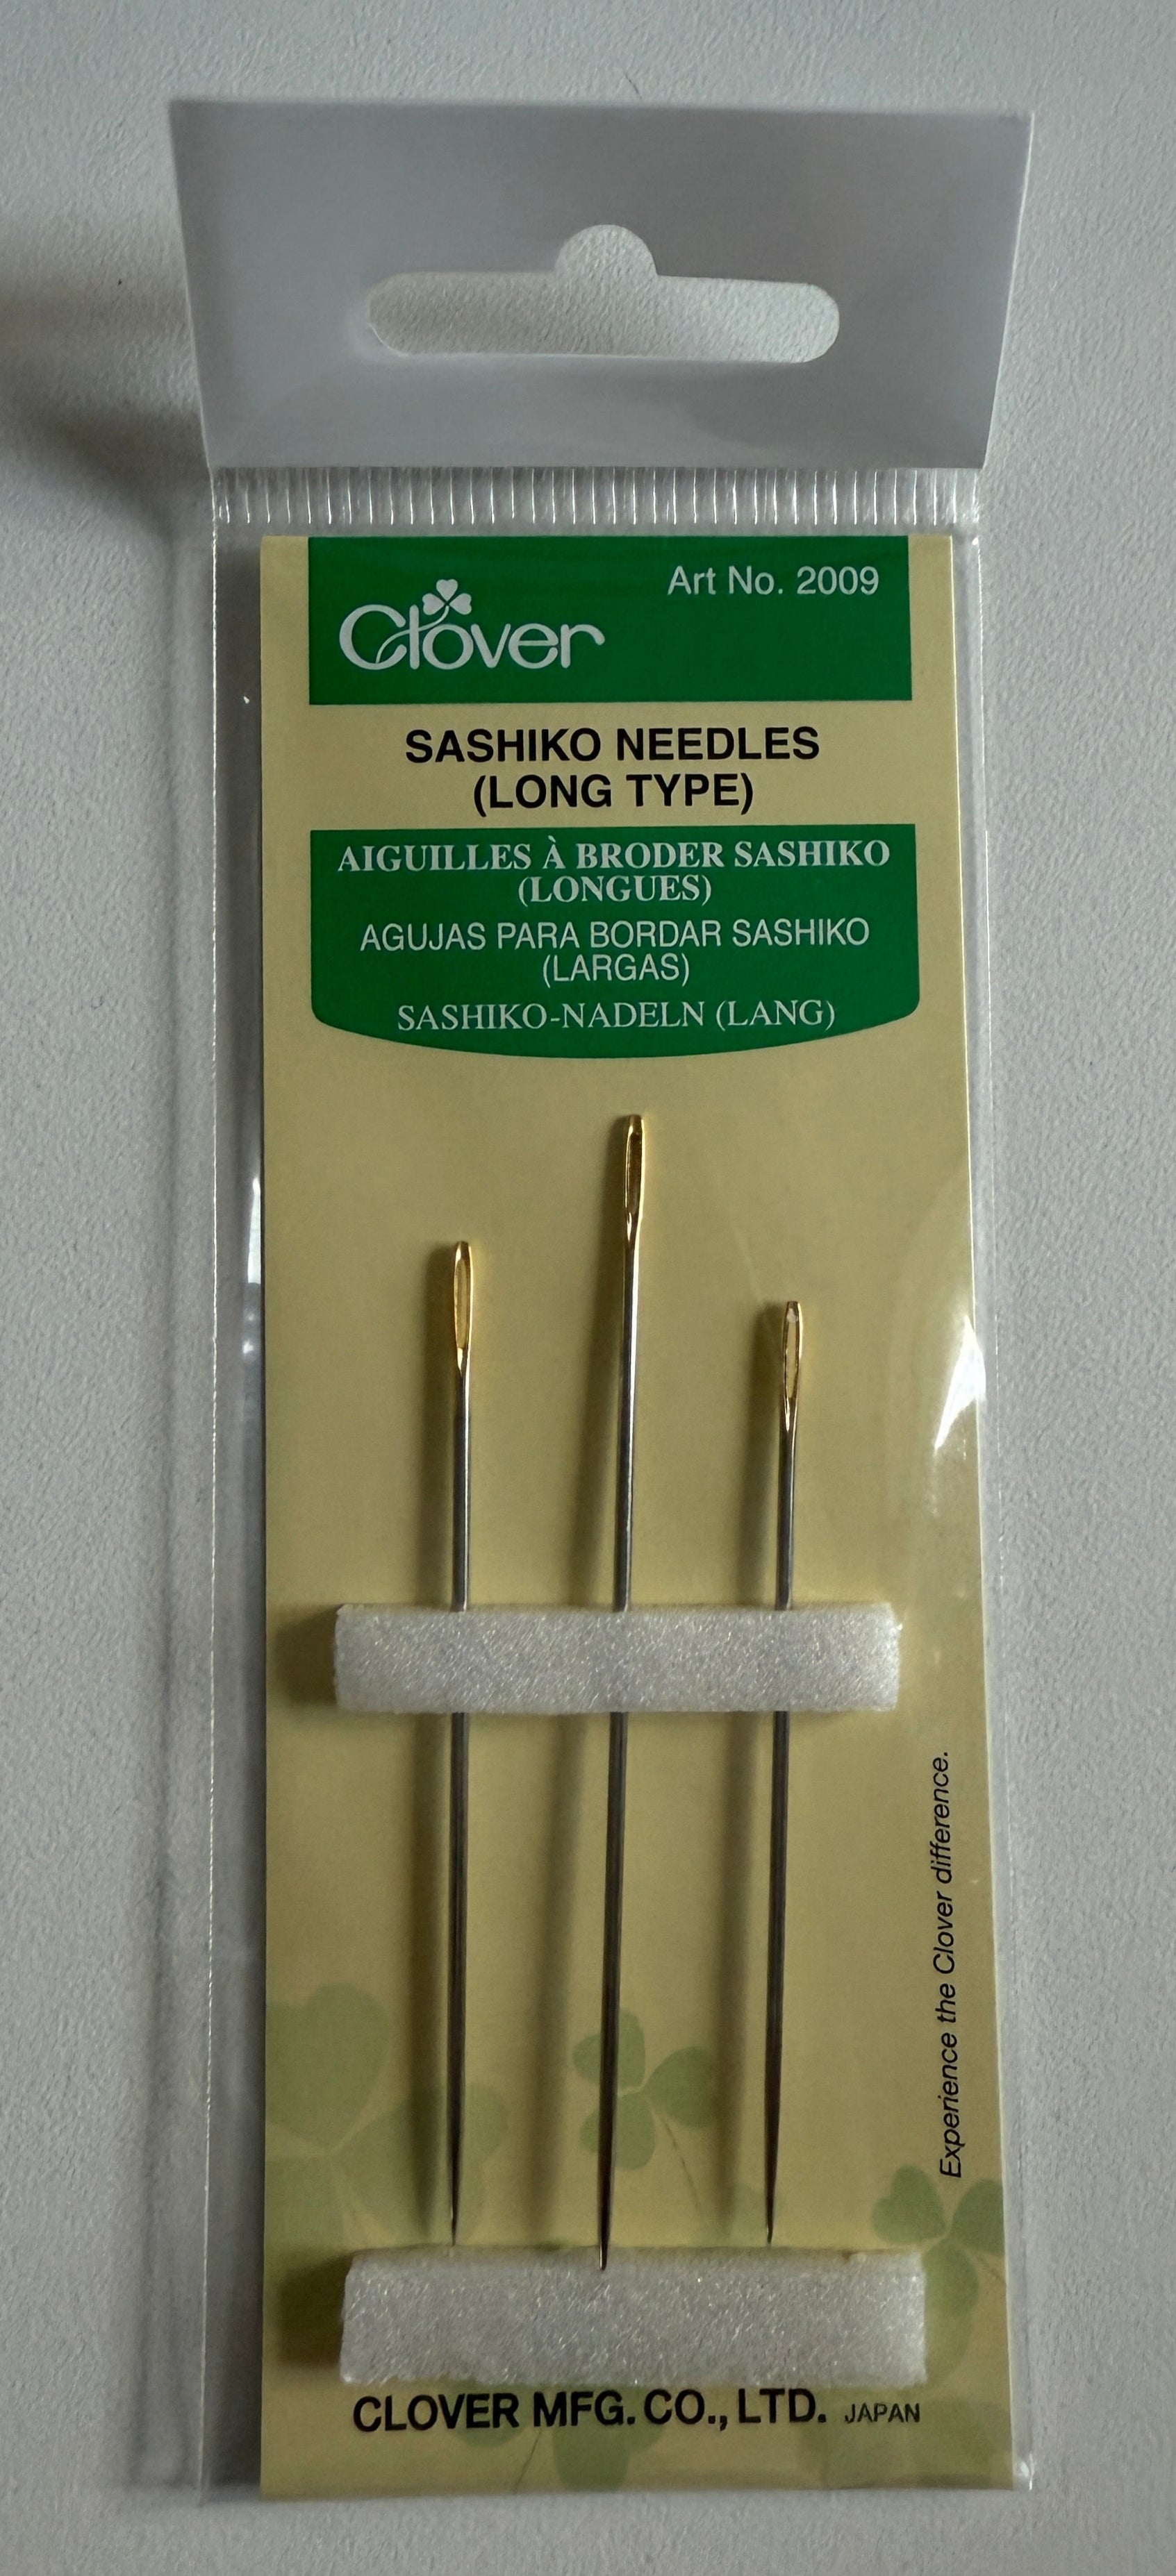 Clover
Art No. 2009
SASHIKO NEEDLES
(LONG TYPE)
AIGUILLES À BRODER SASHIKO
(LONGUES)
AGUJAS PARA BORDAR SASHIKO
(LARGAS)
SASHIKO-NADELN (LANG)
Experience the Clover difference.
CLOVER MFG. CO., LTD. JAPAN